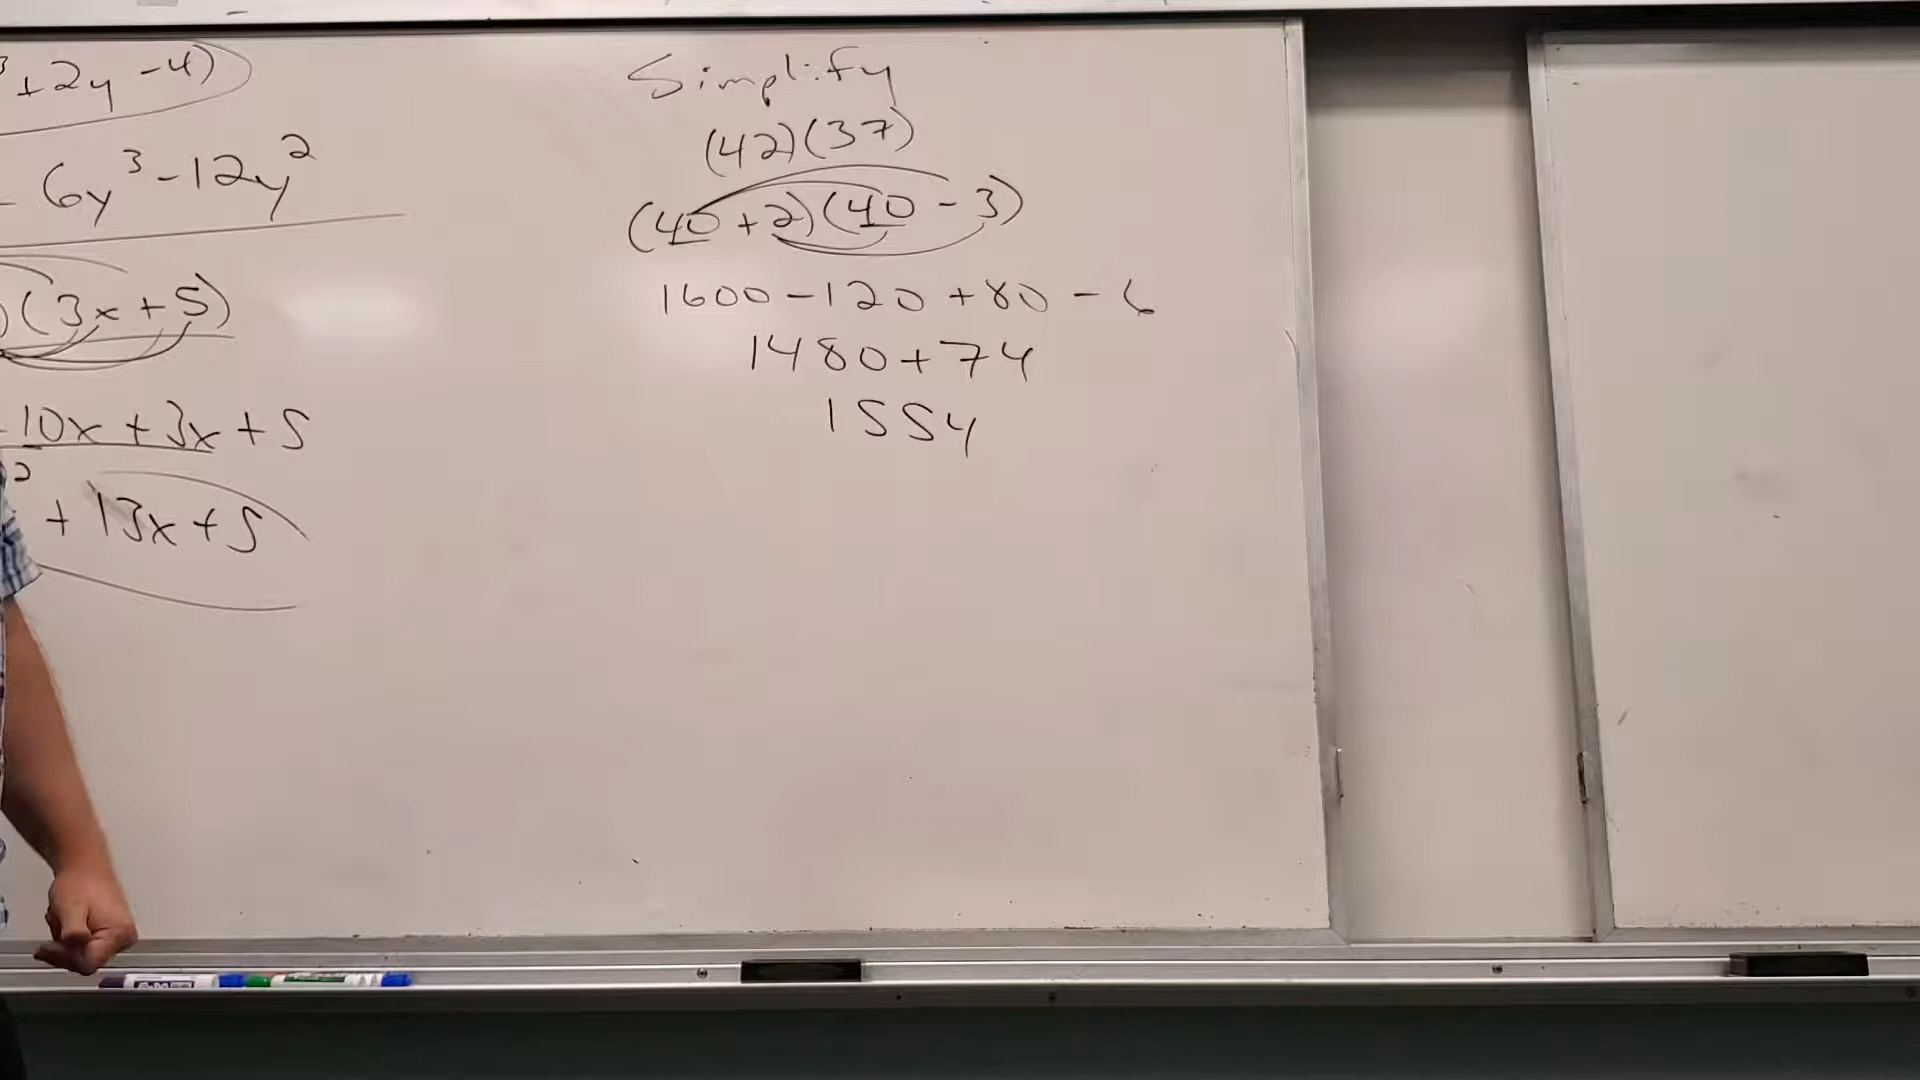 +2y -4)
6y³ -12y²
(3x + 5)
10x + 3x + 5
2
+ 13x + 5
Simplify
(42)(37)
(40 + 2)(40 - 3)
1600 - 120 + 80 - 6
1480 + 74
1554